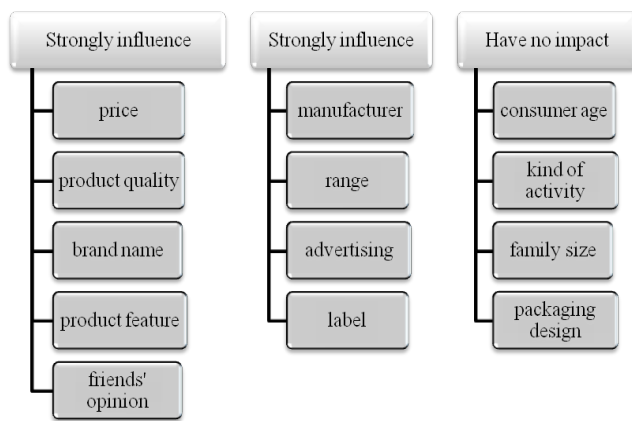 Strongly influence
price
product quality
brand name
product feature
friends'
opinion
Strongly influence
manufacturer
range
advertising
label
Have no impact
consumer age
kind of
activity
family size
packaging
design